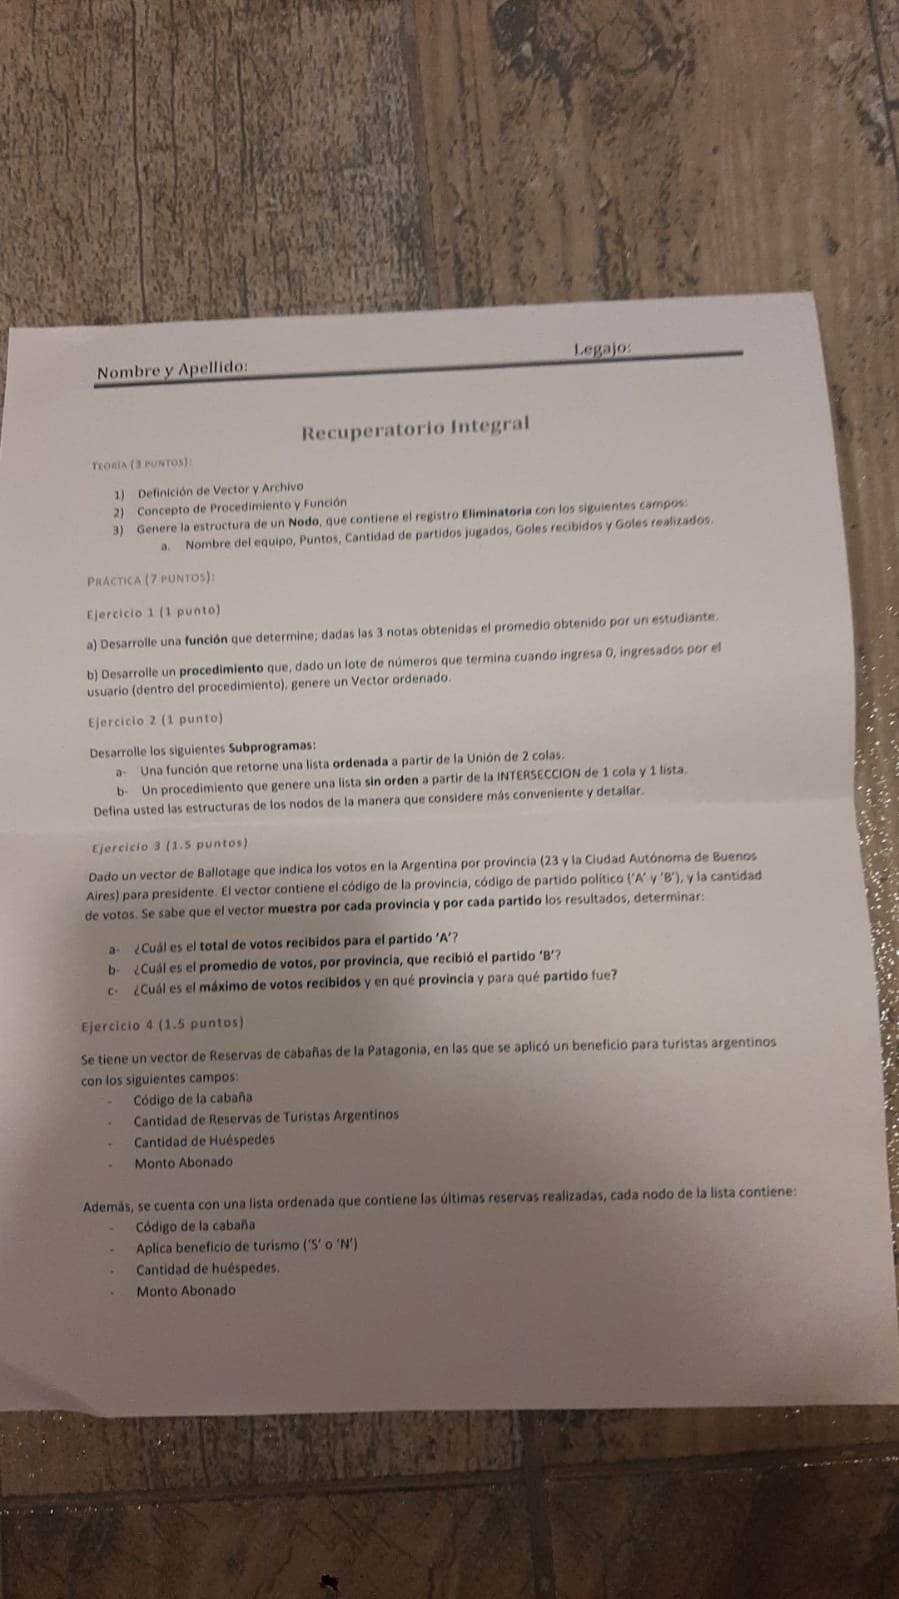 Nombre y Apellido:
Legajo:
Recuperatorio Integral
TEORÍA (3 PUNTOS):
1) Definición de Vector y Archivo
2) Concepto de Procedimiento y Función
3) Genere la estructura de un Nodo, que contiene el registro Eliminatoria con los siguientes campos:
a. Nombre del equipo, Puntos, Cantidad de partidos jugados, Goles recibidos y Goles realizados.
PRÁCTICA (7 PUNTOS):
Ejercicio 1 (1 punto)
a) Desarrolle una función que determine; dadas las 3 notas obtenidas el promedio obtenido por un estudiante.
b) Desarrolle un procedimiento que, dado un lote de números que termina cuando ingresa 0, ingresados por el
usuario (dentro del procedimiento), genere un Vector ordenado.
Ejercicio 2 (1 punto)
Desarrolle los siguientes Subprogramas:
a- Una función que retorne una lista ordenada a partir de la Unión de 2 colas.
b- Un procedimiento que genere una lista sin orden a partir de la INTERSECCION de 1 cola y 1 lista.
Defina usted las estructuras de los nodos de la manera que considere más conveniente y detallar.
Ejercicio 3 (1.5 puntos)
Dado un vector de Ballotage que indica los votos en la Argentina por provincia (23 y la Ciudad Autónoma de Buenos
Aires) para presidente. El vector contiene el código de la provincia, código de partido político ('A' y 'B'), y la cantidad
de votos. Se sabe que el vector muestra por cada provincia y por cada partido los resultados, determinar:
a- ¿Cuál es el total de votos recibidos para el partido 'A'?
b- ¿Cuál es el promedio de votos, por provincia, que recibió el partido 'B'?
c- ¿Cuál es el máximo de votos recibidos y en qué provincia y para qué partido fue?
Ejercicio 4 (1.5 puntos)
Se tiene un vector de Reservas de cabañas de la Patagonia, en las que se aplicó un beneficio para turistas argentinos
con los siguientes campos:
- Código de la cabaña
- Cantidad de Reservas de Turistas Argentinos
- Cantidad de Huéspedes
- Monto Abonado
Además, se cuenta con una lista ordenada que contiene las últimas reservas realizadas, cada nodo de la lista contiene:
- Código de la cabaña
- Aplica beneficio de turismo ('S' o 'N')
- Cantidad de huéspedes.
- Monto Abonado